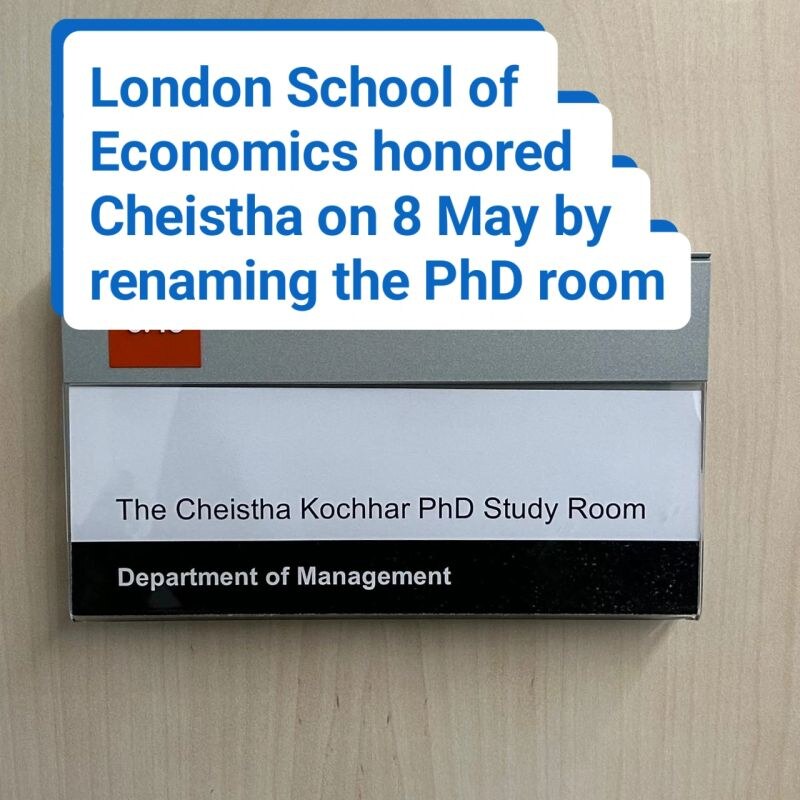 London School of
Economics honored
Cheistha on 8 May by
renaming the PhD room
The Cheistha Kochhar PhD Study Room
Department of Management